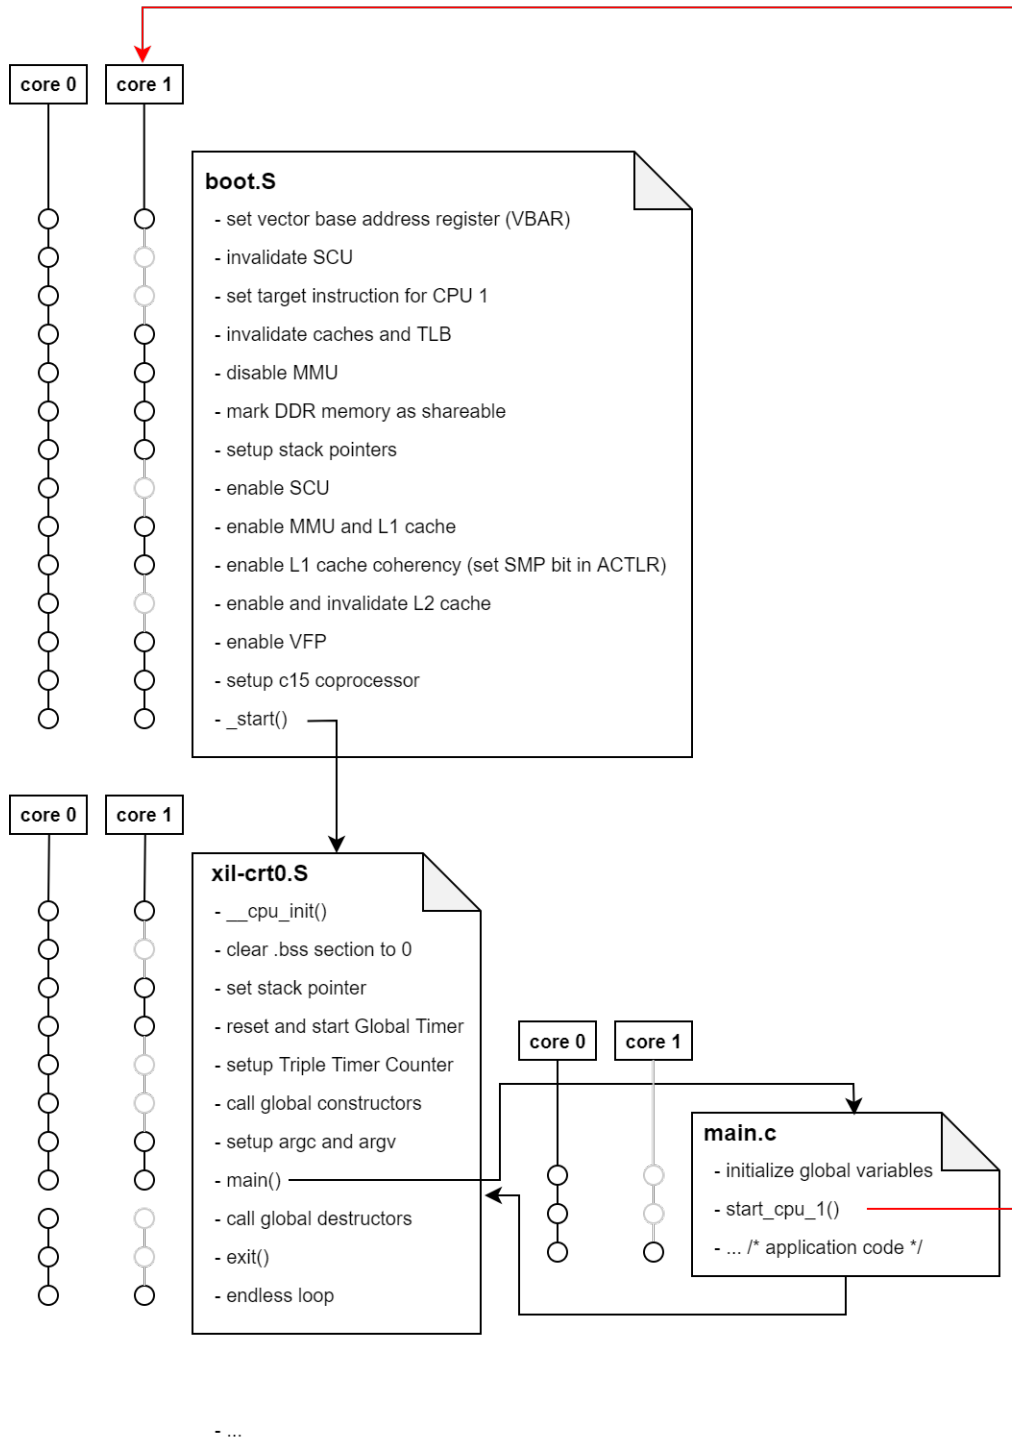 core 0
core 1
boot.S
- set vector base address register (VBAR)
- invalidate SCU
- set target instruction for CPU 1
- invalidate caches and TLB
- disable MMU
- mark DDR memory as shareable
- setup stack pointers
- enable SCU
- enable MMU and L1 cache
- enable L1 cache coherency (set SMP bit in ACTLR)
- enable and invalidate L2 cache
- enable VFP
- setup c15 coprocessor
- _start()
core 0
core 1
xil-crt0.S
- __cpu_init()
- clear .bss section to 0
- set stack pointer
- reset and start Global Timer
- setup Triple Timer Counter
- call global constructors
- setup argc and argv
- main()
- call global destructors
- exit()
- endless loop
core 0
core 1
main.c
- initialize global variables
- start_cpu_1()
- ... /* application code */
- ...